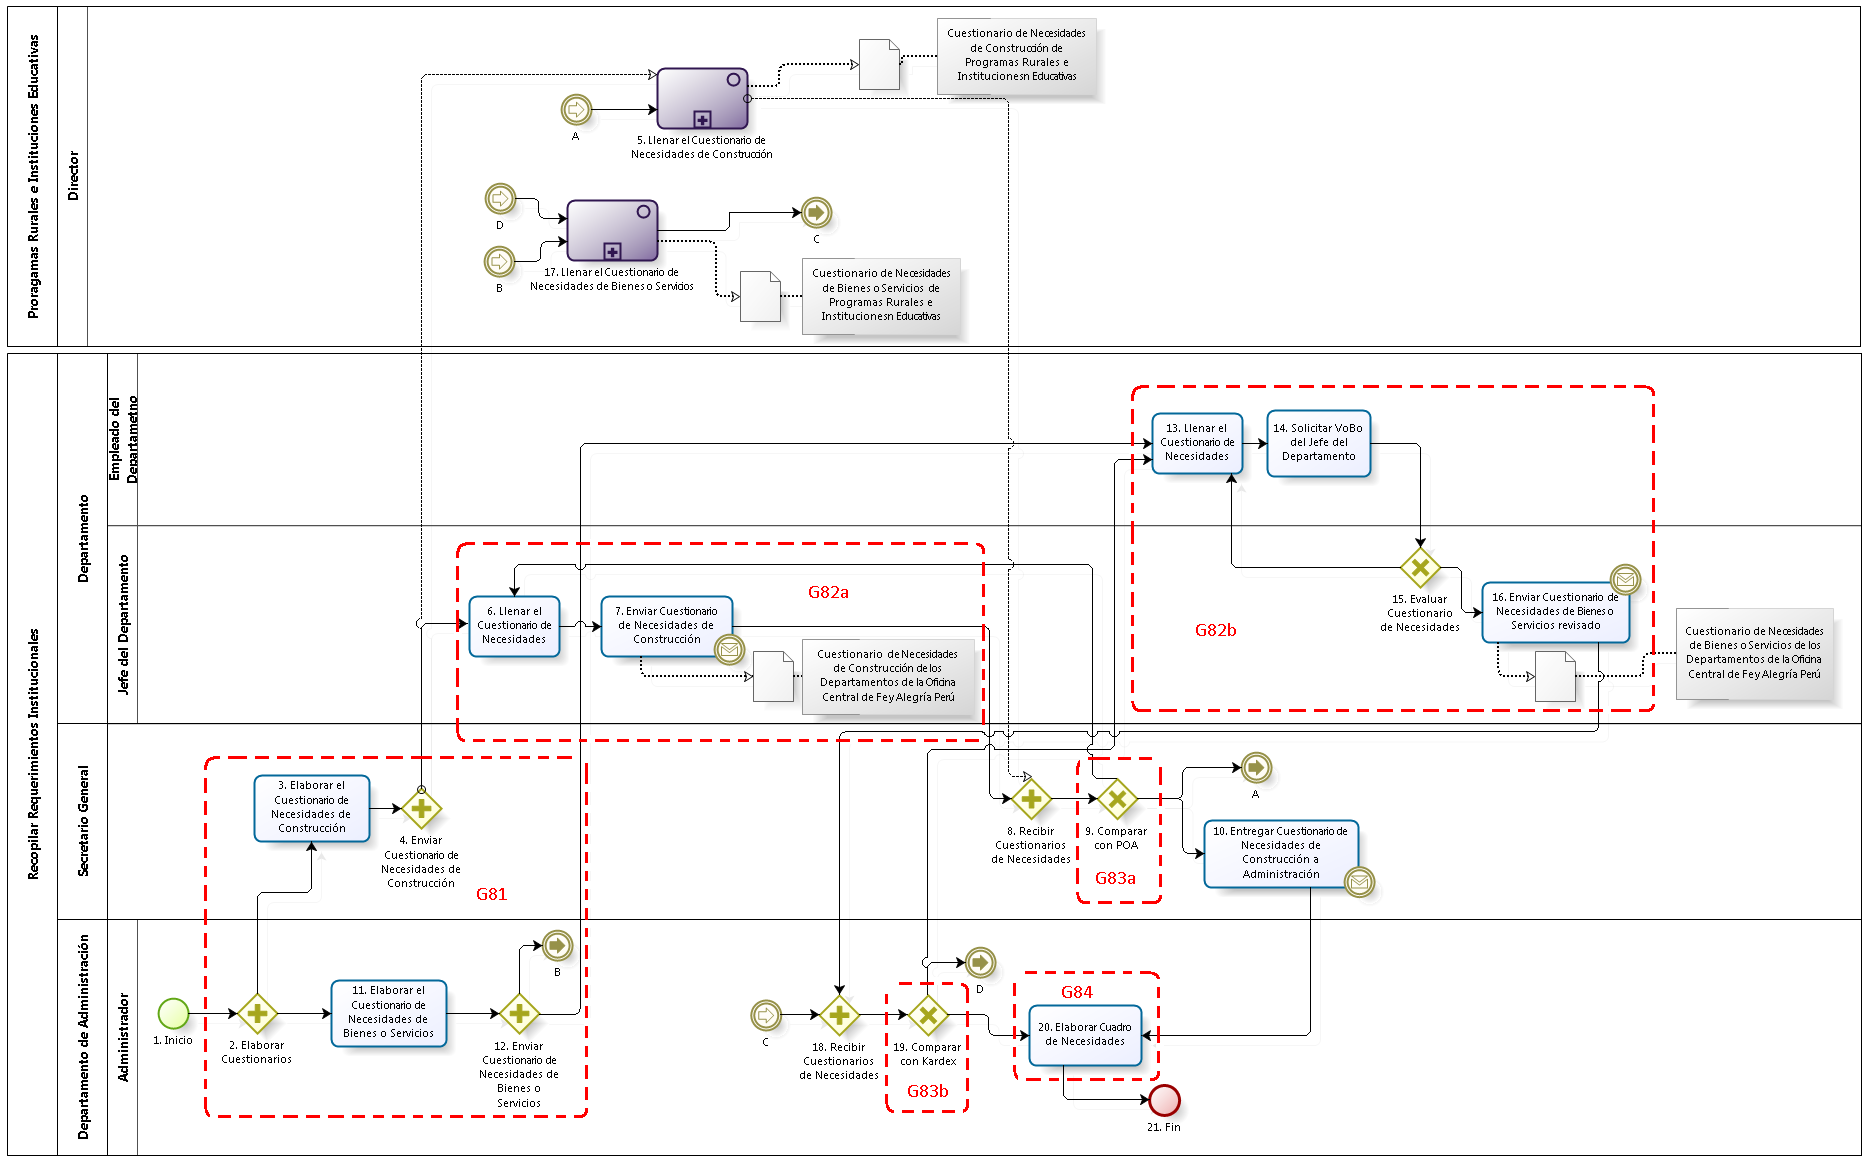 Proragamas Rurales e Instituciones Educativas
Director
Cuestionario de Necesidades
de Construcción de
Programas Rurales e
Institucionesn Educativas
A
5. Llenar el Cuestionario de
Necesidades de Construcción
D
B
17. Llenar el Cuestionario de
Necesidades de Bienes o Servicios
C
Cuestionario de Necesidades
de Bienes o Servicios de
Programas Rurales e
Institucionesn Educativas
Recopilar Requerimientos Institucionales
Departamento
Empleado del
Departametno
13. Llenar el
Cuestionario de
Necesidades
14. Solicitar VoBo
del Jefe del
Departamento
Jefe del Departamento
G82a
6. Llenar el
Cuestionario de
Necesidades
7. Enviar Cuestionario
de Necesidades de
Construcción
Cuestionario de Necesidades
de Construcción de los
Departamentos de la Oficina
Central de Fe y Alegría Perú
G82b
15. Evaluar
Cuestionario
de Necesidades
16. Enviar Cuestionario de
Necesidades de Bienes o
Servicios revisado
Cuestionario de Necesidades
de Bienes o Servicios de los
Departamentos de la Oficina
Central de Fe y Alegría Perú
Secretario General
3. Elaborar el
Cuestionario de
Necesidades de
Construcción
4. Enviar
Cuestionario de
Necesidades de
Construcción
G81
8. Recibir
Cuestionarios
de Necesidades
9. Comparar
con POA
G83a
A
10. Entregar Cuestionario de
Necesidades de
Construcción a
Administración
Departamento de Administración
Administrador
1. Inicio
2. Elaborar
Cuestionarios
11. Elaborar el
Cuestionario de
Necesidades de
Bienes o Servicios
B
12. Enviar
Cuestionario de
Necesidades de
Bienes o
Servicios
C
18. Recibir
Cuestionarios
de Necesidades
D
19. Comparar
con Kardex
G83b
G84
20. Elaborar Cuadro
de Necesidades
21. Fin